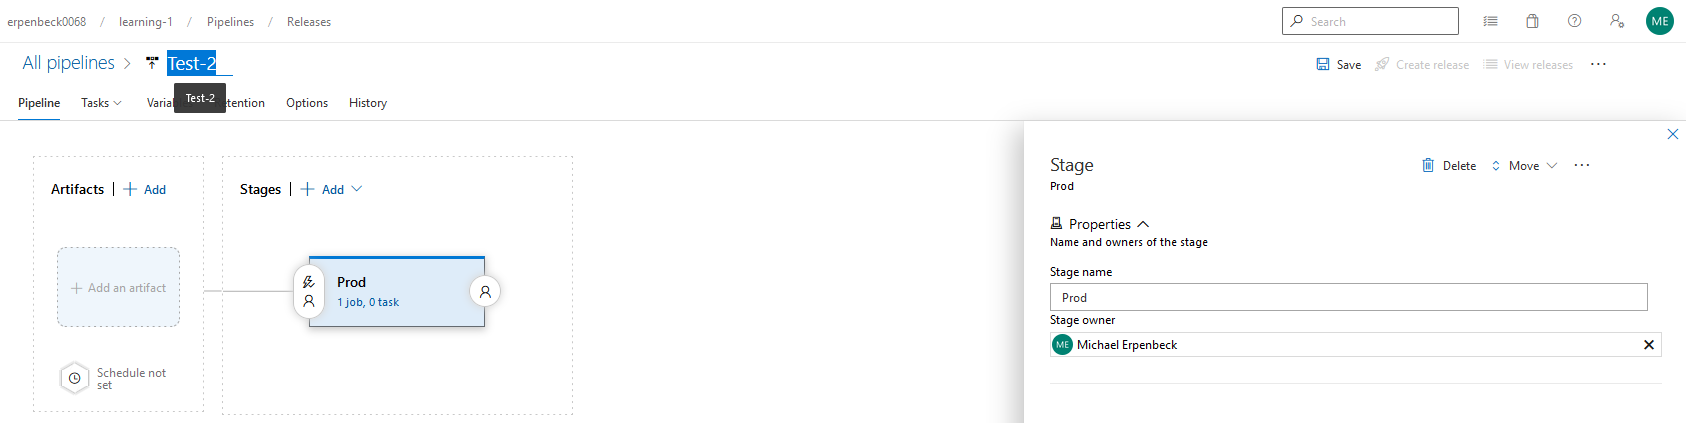 erpenbeck0068 / learning-1 / Pipelines / Releases
Search
ME
All pipelines > Test-2
Save Create release View releases ...
Test-2
Pipeline Tasks Options History
Stage
Prod
Delete Move ...
Artifacts | + Add
Stages | + Add
Properties
Name and owners of the stage
+ Add an artifact
Prod
1 job, 0 task
Stage name
Prod
Stage owner
ME Michael Erpenbeck
Schedule not
set